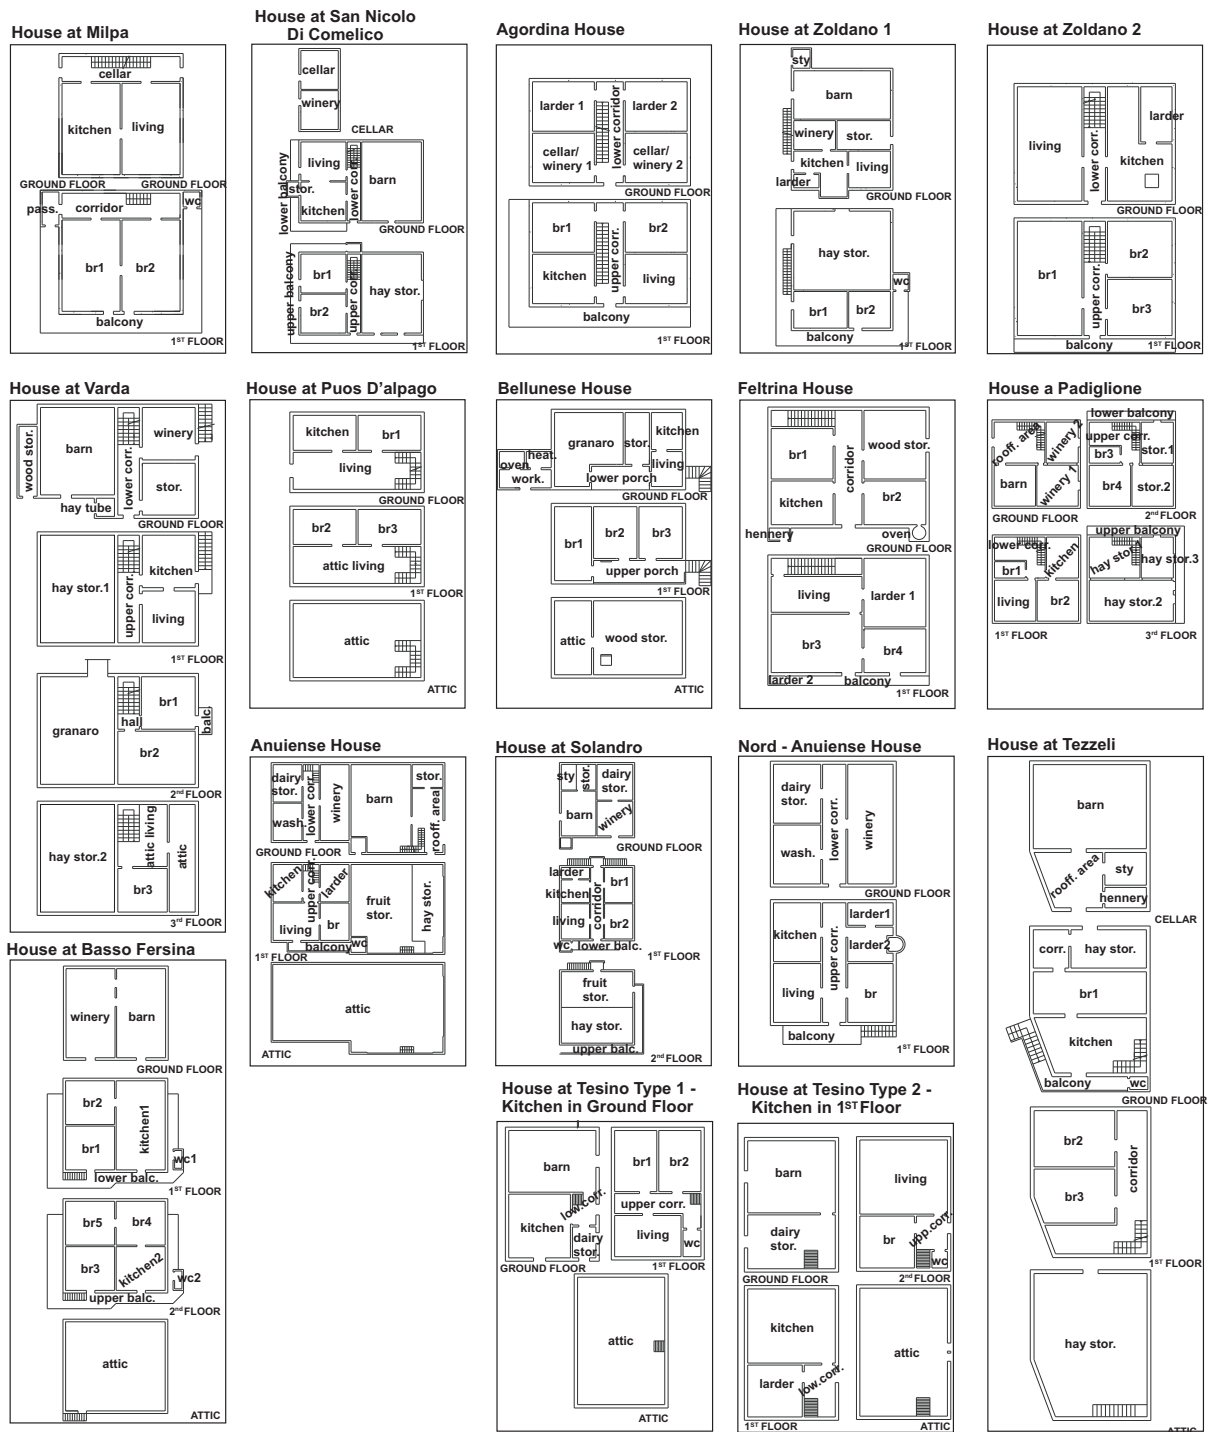 House at Milpa
cellar
kitchen
living
GROUND FLOOR
GROUND FLOOR
pass.
corridor
wc
br1
br2
balcony
1ST FLOOR
House at San Nicolo
Di Comelico
cellar
winery
CELLAR
lower balcony
living
stor.
kitchen
lower corr.
barn
GROUND FLOOR
upper balcony
br1
br2
upper corr.
hay stor.
1ST FLOOR
Agordina House
larder 1
lower corridor
larder 2
cellar/
winery 1
cellar/
winery 2
GROUND FLOOR
br1
upper corr.
br2
kitchen
living
balcony
1ST FLOOR
House at Zoldano 1
sty
barn
winery
stor.
kitchen
living
larder
GROUND FLOOR
hay stor.
wc
br1
br2
balcony
1ST FLOOR
House at Zoldano 2
living
lower corr.
larder
kitchen
GROUND FLOOR
br1
upper corr.
br2
br3
balcony
1ST FLOOR
House at Varda
wood stor.
barn
lower corr.
winery
stor.
hay tube
GROUND FLOOR
hay stor.1
upper corr.
kitchen
living
1ST FLOOR
granaro
hall
br1
balc.
br2
2nd FLOOR
hay stor.2
attic living
attic
br3
3rd FLOOR
House at Puos D'alpago
kitchen
br1
living
GROUND FLOOR
br2
br3
attic living
1ST FLOOR
attic
ATTIC
Bellunese House
granaro
stor.
kitchen
heat.
oven
work.
living
lower porch
GROUND FLOOR
br1
br2
br3
upper porch
1ST FLOOR
attic
wood stor.
ATTIC
Feltrina House
br1
corridor
wood stor.
kitchen
br2
hennery
oven
GROUND FLOOR
living
larder 1
br3
br4
larder 2
balcony
1ST FLOOR
House a Padiglione
rooff. area
winery 2
barn
winery 1
GROUND FLOOR
lower balcony
upper corr.
br3
stor.1
br4
stor.2
2nd FLOOR
lower corr.
br1
kitchen
living
br2
1ST FLOOR
upper balcony
hay stor.1
hay stor.3
hay stor.2
3rd FLOOR
Anuiense House
dairy
stor.
lower corr.
winery
barn
stor.
wash.
rooff. area
GROUND FLOOR
kitchen
upper corr.
larder
fruit
stor.
hay stor.
living
br
balcony
wc
1ST FLOOR
attic
ATTIC
House at Solandro
sty
stor.
dairy
stor.
barn
winery
GROUND FLOOR
larder
kitchen
corridor
br1
living
br2
wc
lower balc.
1ST FLOOR
fruit
stor.
hay stor.
upper balc.
2nd FLOOR
Nord - Anuiense House
dairy
stor.
lower corr.
winery
wash.
GROUND FLOOR
kitchen
upper corr.
larder1
larder2
living
br
balcony
1ST FLOOR
House at Tezzeli
barn
rooff. area
sty
hennery
CELLAR
corr.
hay stor.
br1
kitchen
balcony
wc
GROUND FLOOR
br2
corridor
br3
1ST FLOOR
hay stor.
ATTIC
House at Basso Fersina
winery
barn
GROUND FLOOR
br2
kitchen1
br1
wc1
lower balc.
1ST FLOOR
br5
br4
br3
kitchen2
wc2
upper balc.
2nd FLOOR
attic
ATTIC
House at Tesino Type 1 -
Kitchen in Ground Floor
barn
low.corr.
kitchen
dairy
stor.
GROUND FLOOR
br1
br2
upper corr.
living
wc
1ST FLOOR
attic
ATTIC
House at Tesino Type 2 -
Kitchen in 1ST Floor
barn
dairy
stor.
GROUND FLOOR
living
br
upp.corr.
wc
2nd FLOOR
kitchen
larder
low.corr.
1ST FLOOR
attic
ATTIC